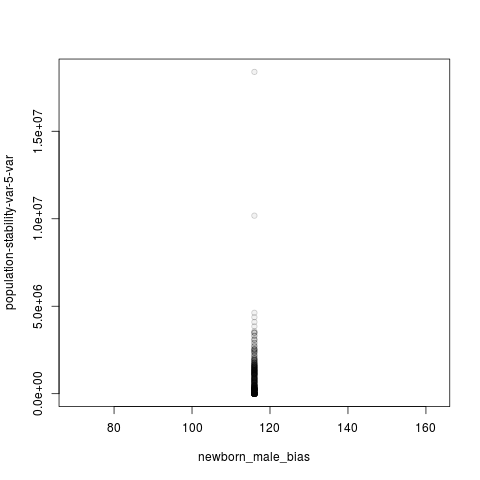 population-stability-var-5-var
1.5e+07
1.0e+07
5.0e+06
0.0e+00
80
100
120
140
160
newborn_male_bias